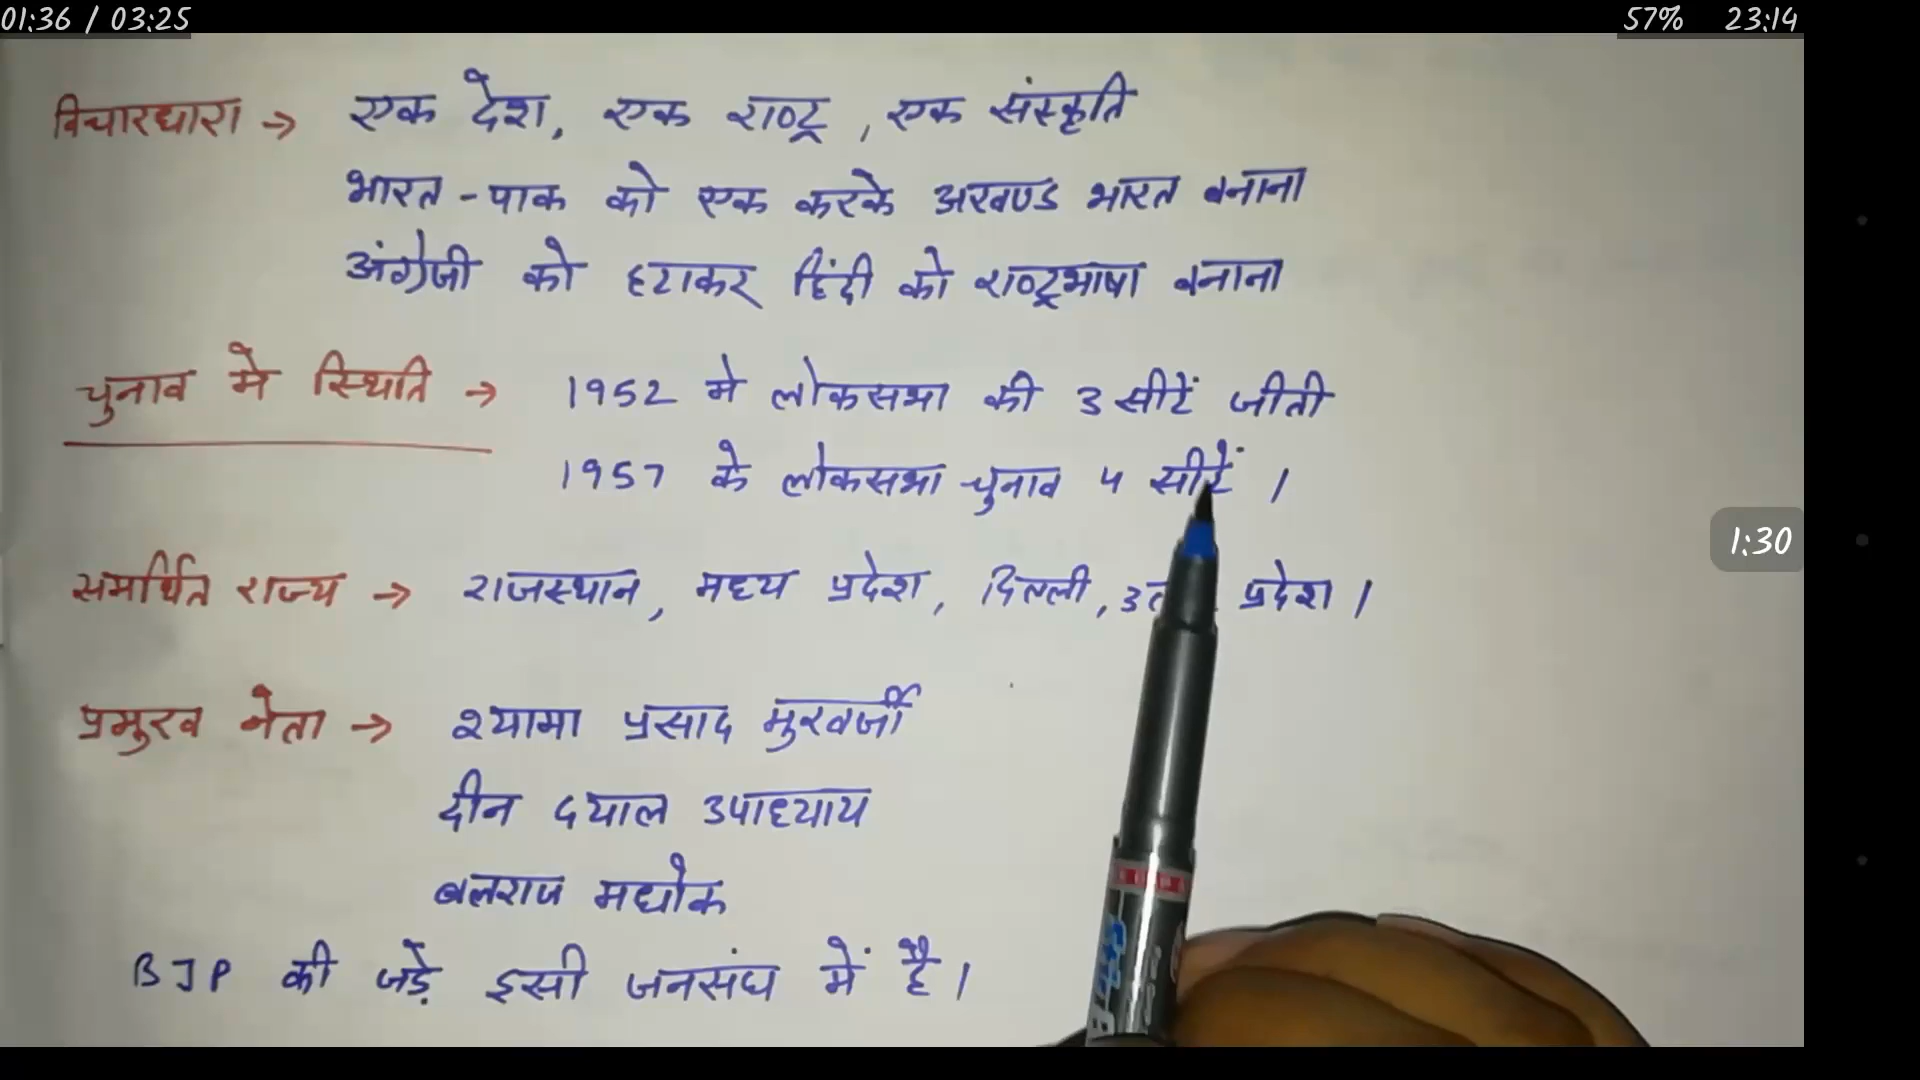 01:36 / 03:25
57% 23:14
विचारधारा → एक देश, एक राष्ट्र, एक संस्कृति
भारत - पाक को एक करके अखण्ड भारत बनाना
अंग्रेजी को हटाकर हिंदी को राष्ट्रभाषा बनाना
चुनाव मे स्थिति → 1952 मे लोकसभा की 3 सीटें जीती
1957 के लोकसभा चुनाव 4 सीटें ।
1:30
समर्थित राज्य → राजस्थान, मध्य प्रदेश, दिल्ली, प्रदेश ।
प्रमुख नेता → श्यामा प्रसाद मुखर्जी
दीन दयाल उपाध्याय
बलराज मधोक
BJP की जड़े इसी जनसंघ में है ।